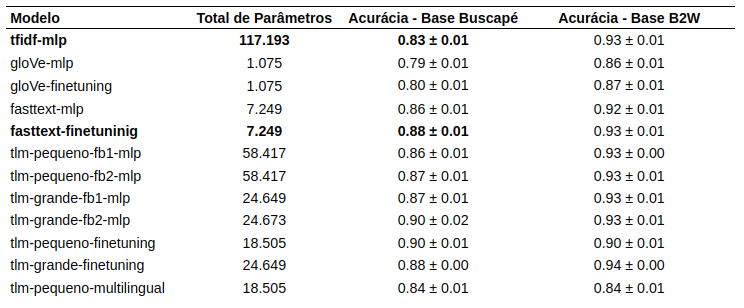 Modelo Total de Parâmetros Acurácia - Base Buscapé Acurácia - Base B2W
tfidf-mlp 117.193 0.83 ± 0.01 0.93 ± 0.01
gloVe-mlp 1.075 0.79 ± 0.01 0.86 ± 0.01
gloVe-finetuning 1.075 0.80 ± 0.01 0.87 ± 0.01
fasttext-mlp 7.249 0.86 ± 0.01 0.92 ± 0.01
fasttext-finetuninig 7.249 0.88 ± 0.01 0.93 ± 0.01
tlm-pequeno-fb1-mlp 58.417 0.86 ± 0.01 0.93 ± 0.00
tlm-pequeno-fb2-mlp 58.417 0.87 ± 0.01 0.93 ± 0.01
tlm-grande-fb1-mlp 24.649 0.87 ± 0.01 0.93 ± 0.01
tlm-grande-fb2-mlp 24.673 0.90 ± 0.02 0.93 ± 0.01
tlm-pequeno-finetuning 18.505 0.90 ± 0.01 0.90 ± 0.01
tlm-grande-finetuning 24.649 0.88 ± 0.00 0.94 ± 0.00
tlm-pequeno-multilingual 18.505 0.84 ± 0.01 0.84 ± 0.01